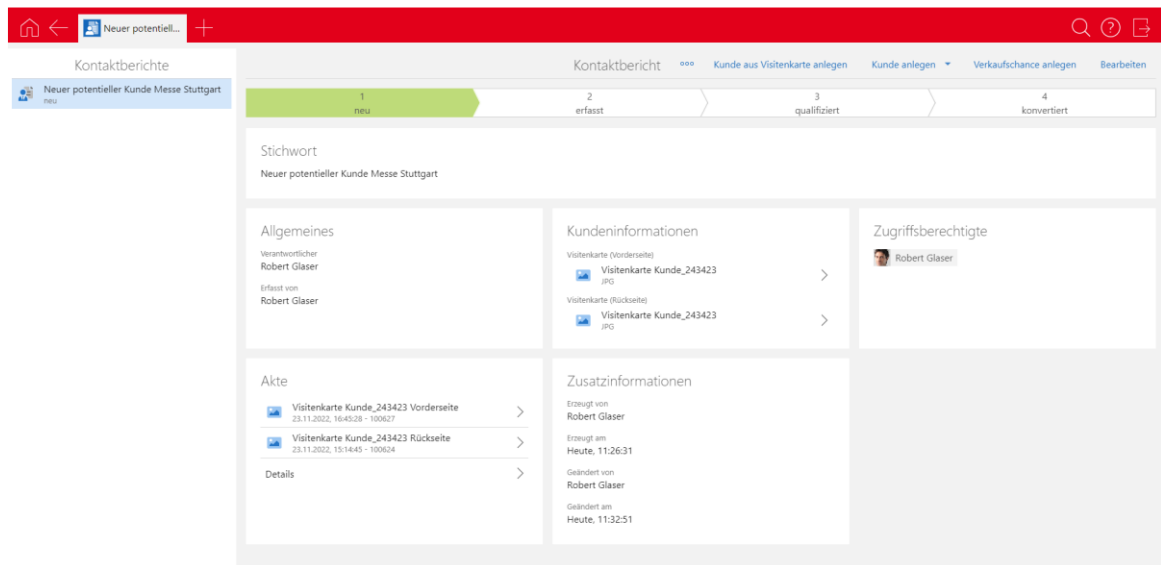 Neuer potentiell...
Kontaktberichte
Neuer potentieller Kunde Messe Stuttgart
neu
Kontaktbericht
Kunde aus Visitenkarte anlegen
Kunde anlegen
Verkaufschance anlegen
Bearbeiten
1
neu
2
erfasst
3
qualifiziert
4
konvertiert
Stichwort
Neuer potentieller Kunde Messe Stuttgart
Allgemeines
Verantwortlicher
Robert Glaser
Erfasst von
Robert Glaser
Kundeninformationen
Visitenkarte (Vorderseite)
Visitenkarte Kunde_243423
JPG
Visitenkarte (Rückseite)
Visitenkarte Kunde_243423
JPG
Zugriffsberechtigte
Robert Glaser
Akte
Visitenkarte Kunde_243423 Vorderseite
23.11.2022, 16:45:28 - 100627
Visitenkarte Kunde_243423 Rückseite
23.11.2022, 15:14:45 - 100624
Details
Zusatzinformationen
Erzeugt von
Robert Glaser
Erzeugt am
Heute, 11:26:31
Geändert von
Robert Glaser
Geändert am
Heute, 11:32:51